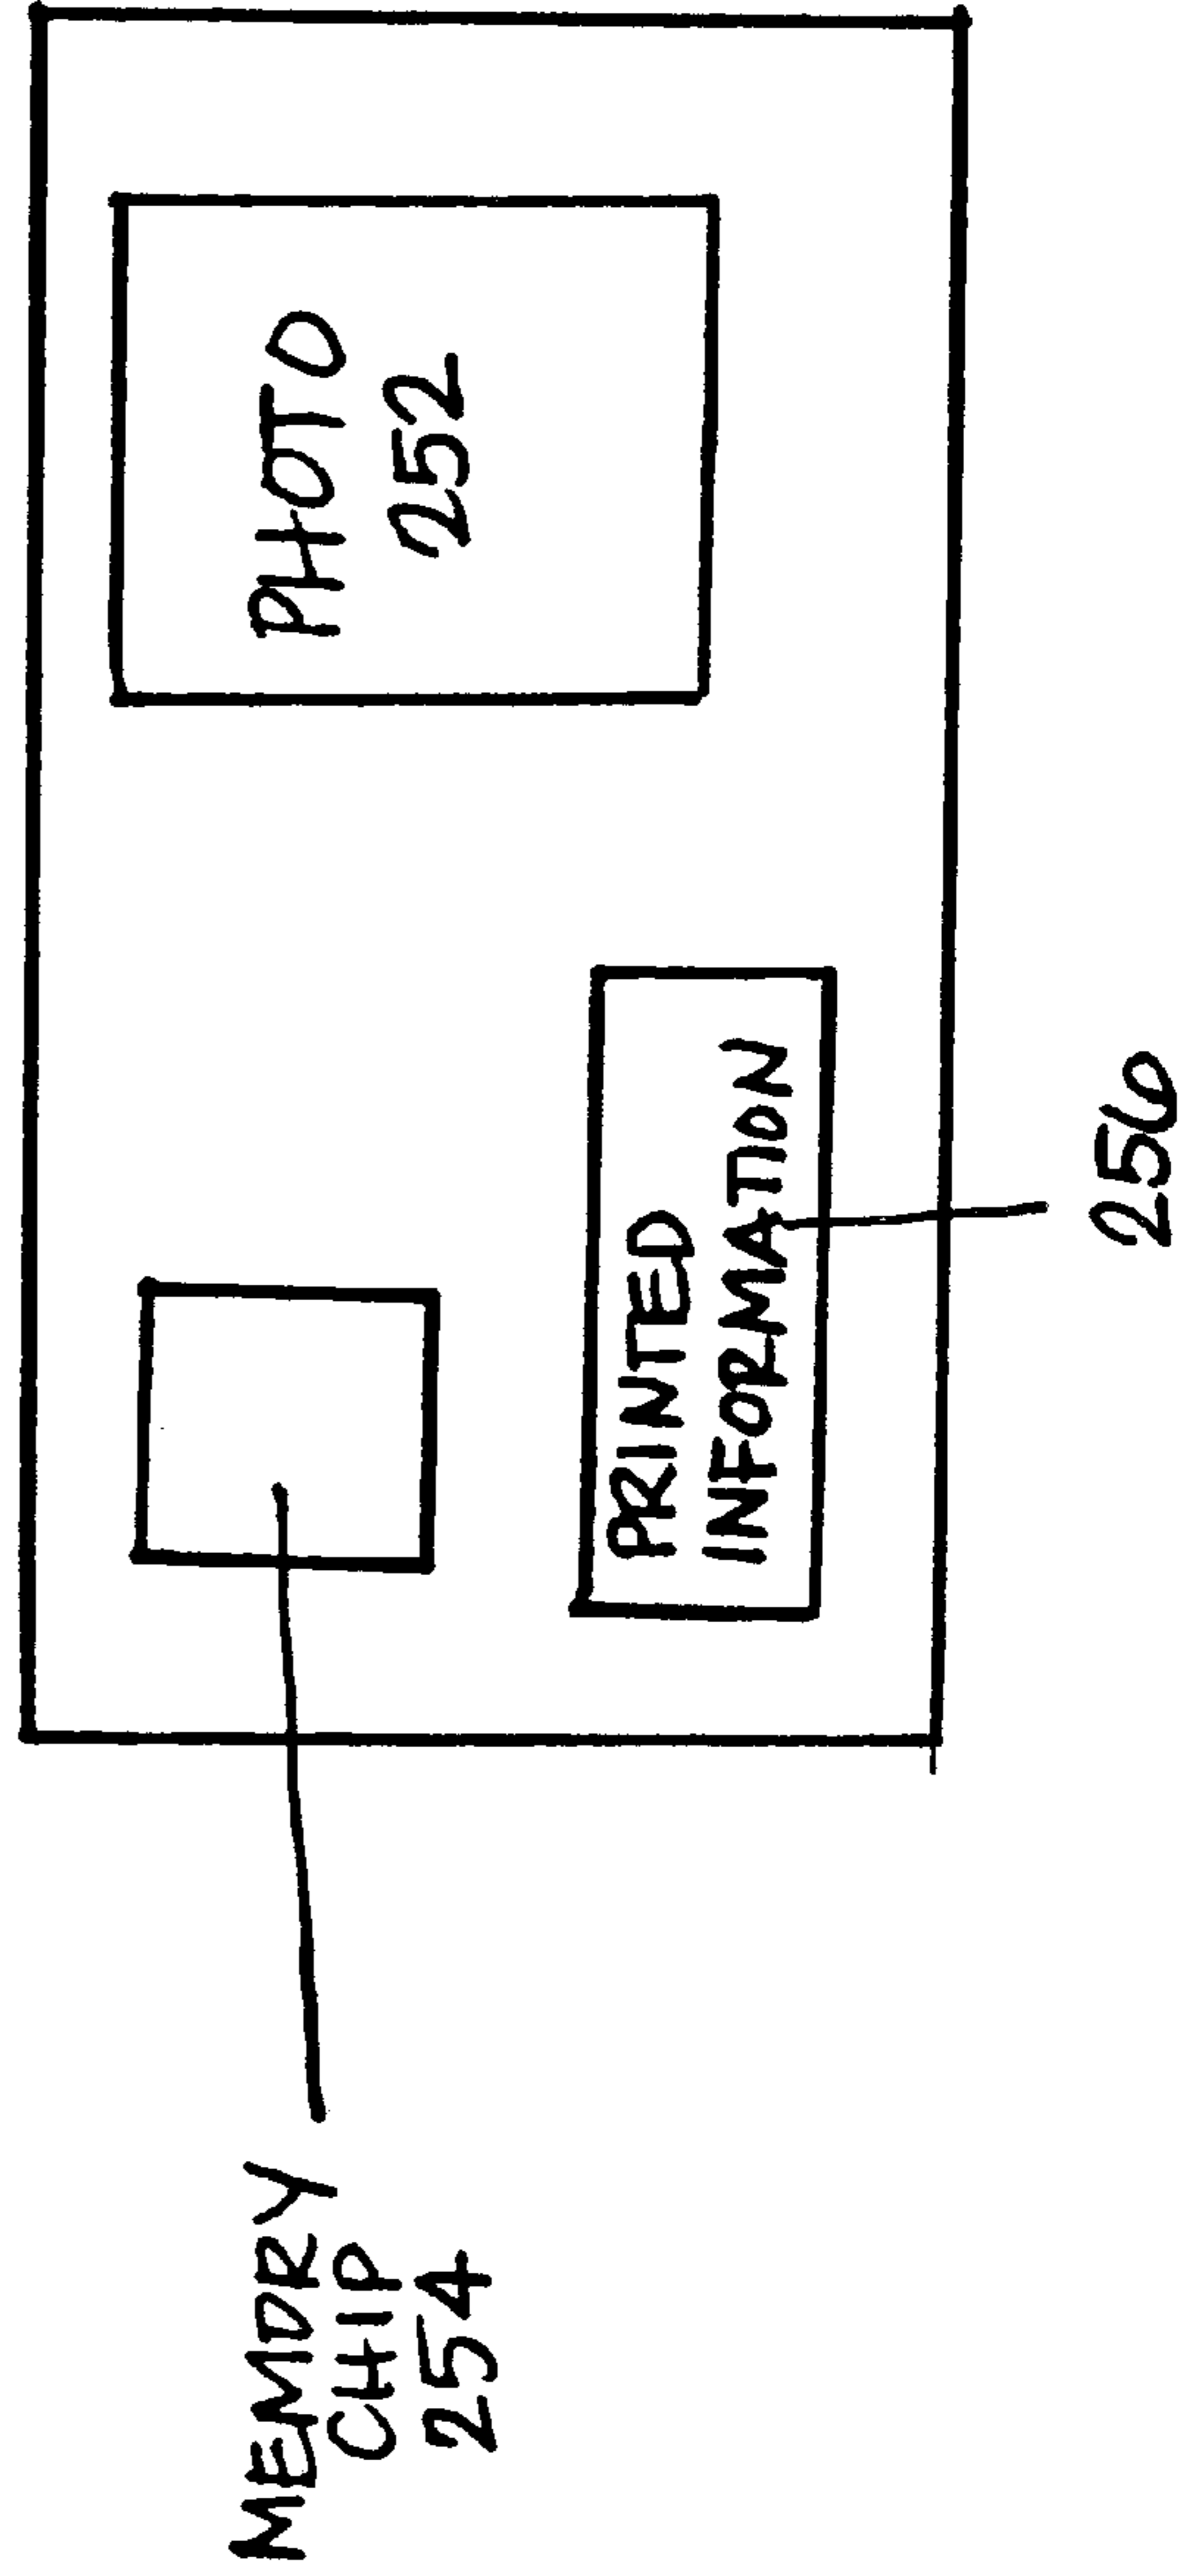 MEMORY
CHIP
254
PHOTO
252
PRINTED
INFORMATION
256